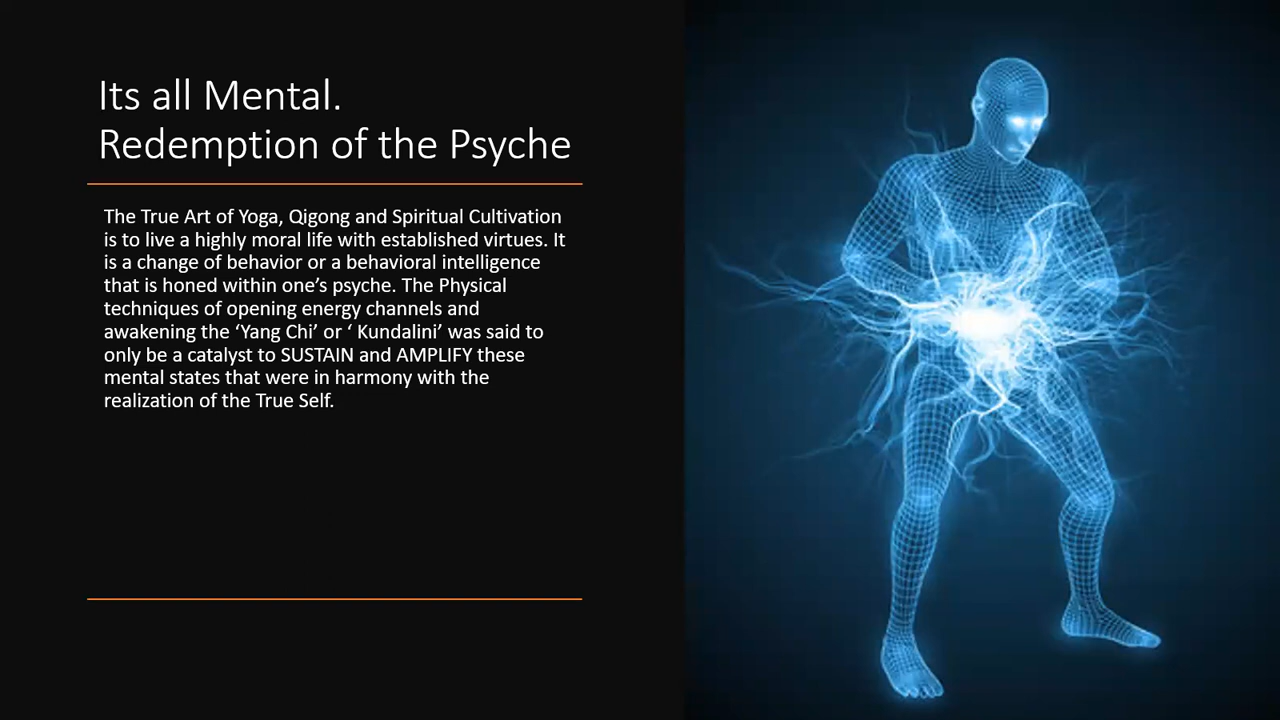 Its all Mental.
Redemption of the Psyche
The True Art of Yoga, Qigong and Spiritual Cultivation
is to live a highly moral life with established virtues. It
is a change of behavior or a behavioral intelligence
that is honed within one’s psyche. The Physical
techniques of opening energy channels and
awakening the ‘Yang Chi’ or ‘ Kundalini’ was said to
only be a catalyst to SUSTAIN and AMPLIFY these
mental states that were in harmony with the
realization of the True Self.